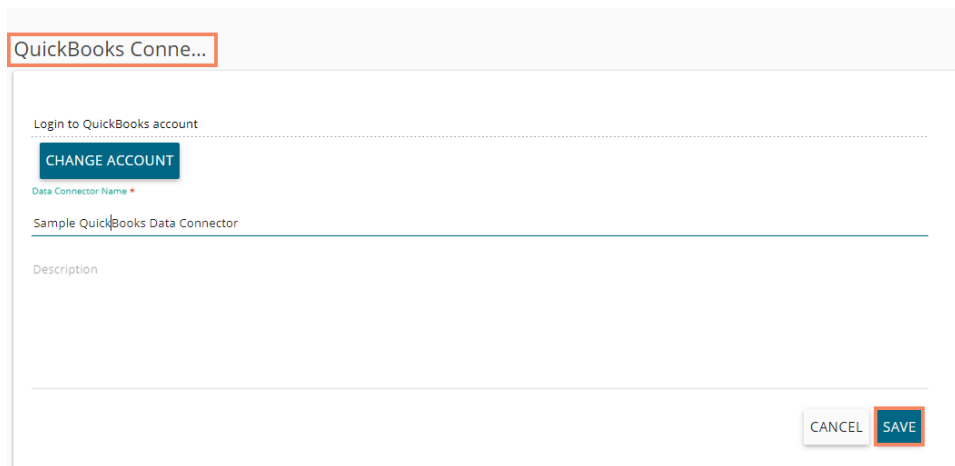 QuickBooks Conne...
Login to QuickBooks account
CHANGE ACCOUNT
Data Connector Name *
Sample QuickBooks Data Connector
Description
CANCEL SAVE